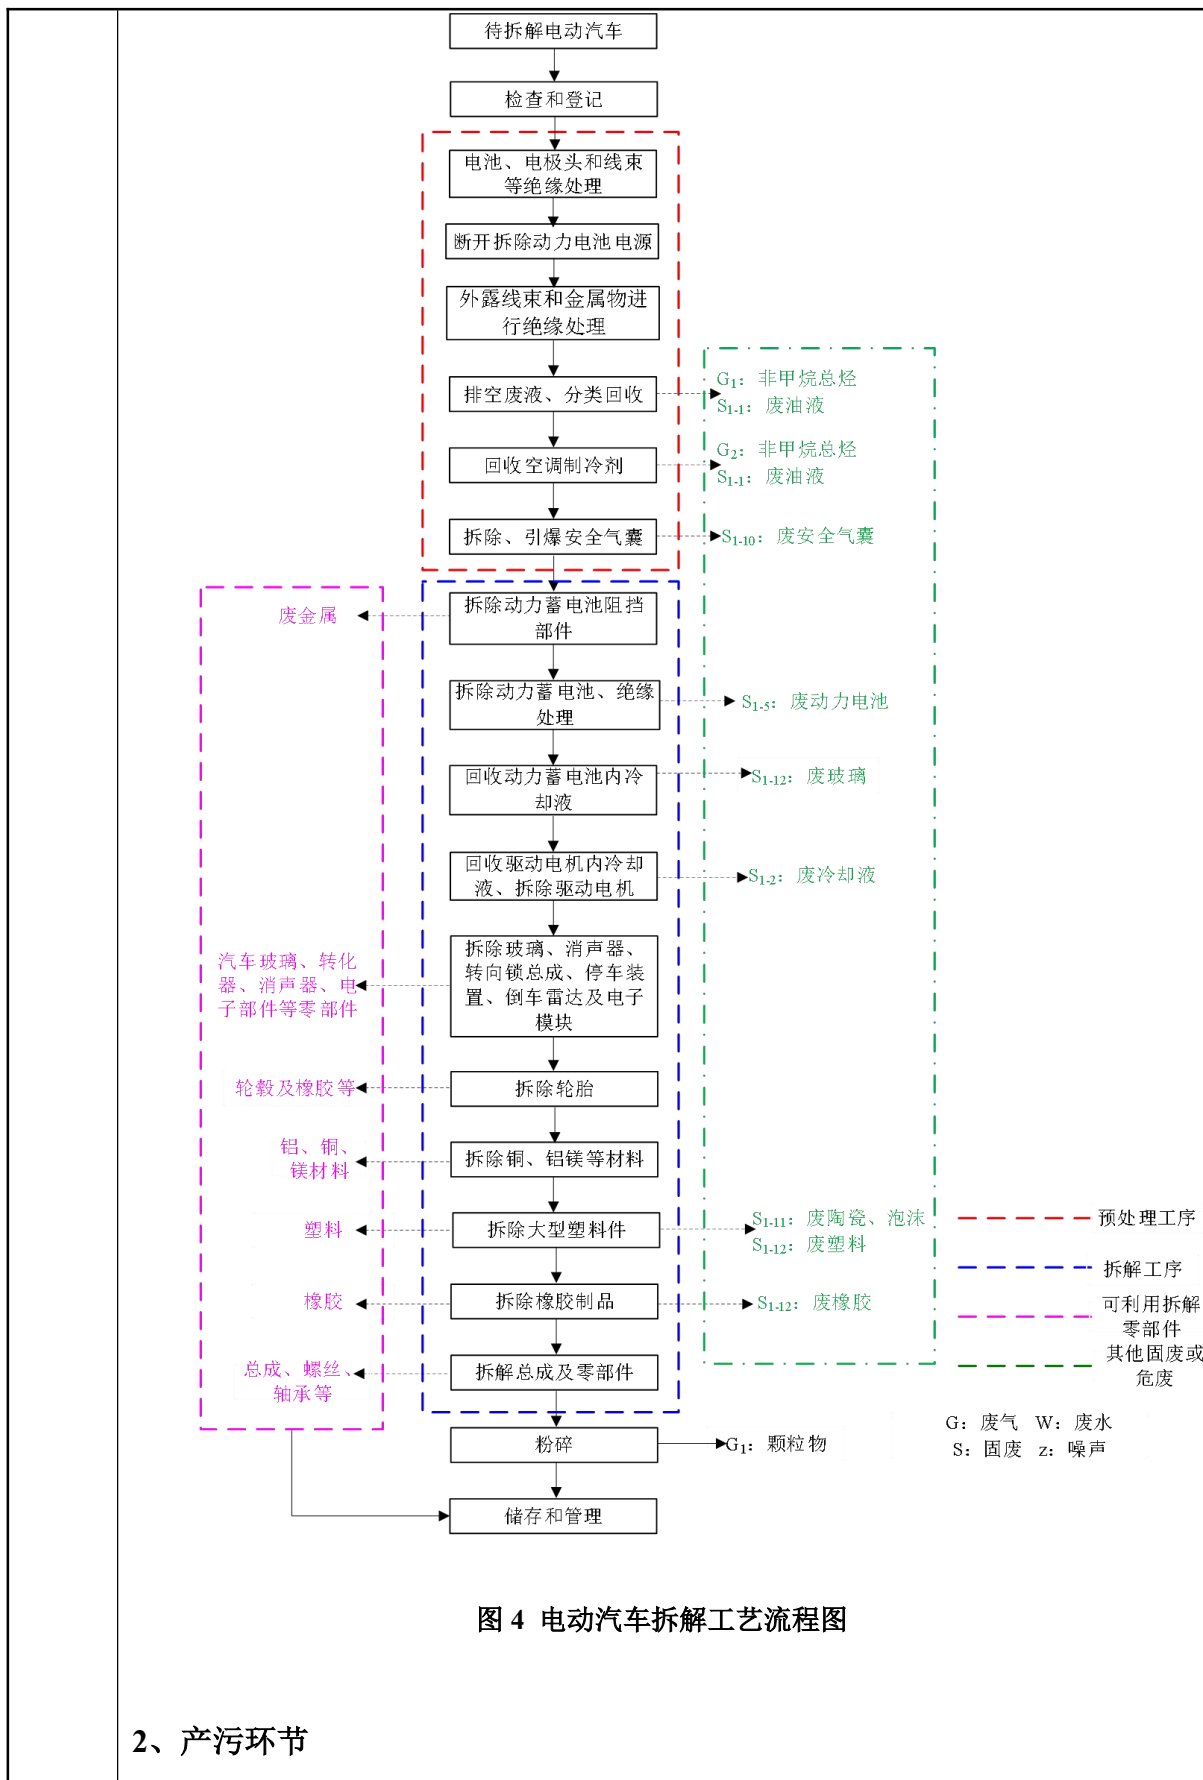 待拆解电动汽车
检查和登记
电池、电极头和线束
等绝缘处理
断开拆除动力电池电源
外露线束和金属物进
行绝缘处理
排空废液、分类回收
G1：非甲烷总烃
S1-1：废油液
回收空调制冷剂
G2：非甲烷总烃
S1-1：废油液
拆除、引爆安全气囊
S1-10：废安全气囊
废金属
拆除动力蓄电池阻挡
部件
拆除动力蓄电池、绝缘
处理
S1-5：废动力电池
回收动力蓄电池内冷
却液
S1-12：废玻璃
回收驱动电机内冷却
液、拆除驱动电机
S1-2：废冷却液
汽车玻璃、转化
器、消声器、电
子部件等零部件
拆除玻璃、消声器、
转向锁总成、停车装
置、倒车雷达及电子
模块
轮毂及橡胶等
拆除轮胎
铝、铜、
镁材料
拆除铜、铝镁等材料
塑料
拆除大型塑料件
S1-11：废陶瓷、泡沫
S1-12：废塑料
橡胶
拆除橡胶制品
S1-12：废橡胶
总成、螺丝、
轴承等
拆解总成及零部件
粉碎
G1：颗粒物
储存和管理
预处理工序
拆解工序
可利用拆解
零部件
其他固废或
危废
G：废气 W：废水
S：固废 z：噪声
图 4 电动汽车拆解工艺流程图
2、产污环节